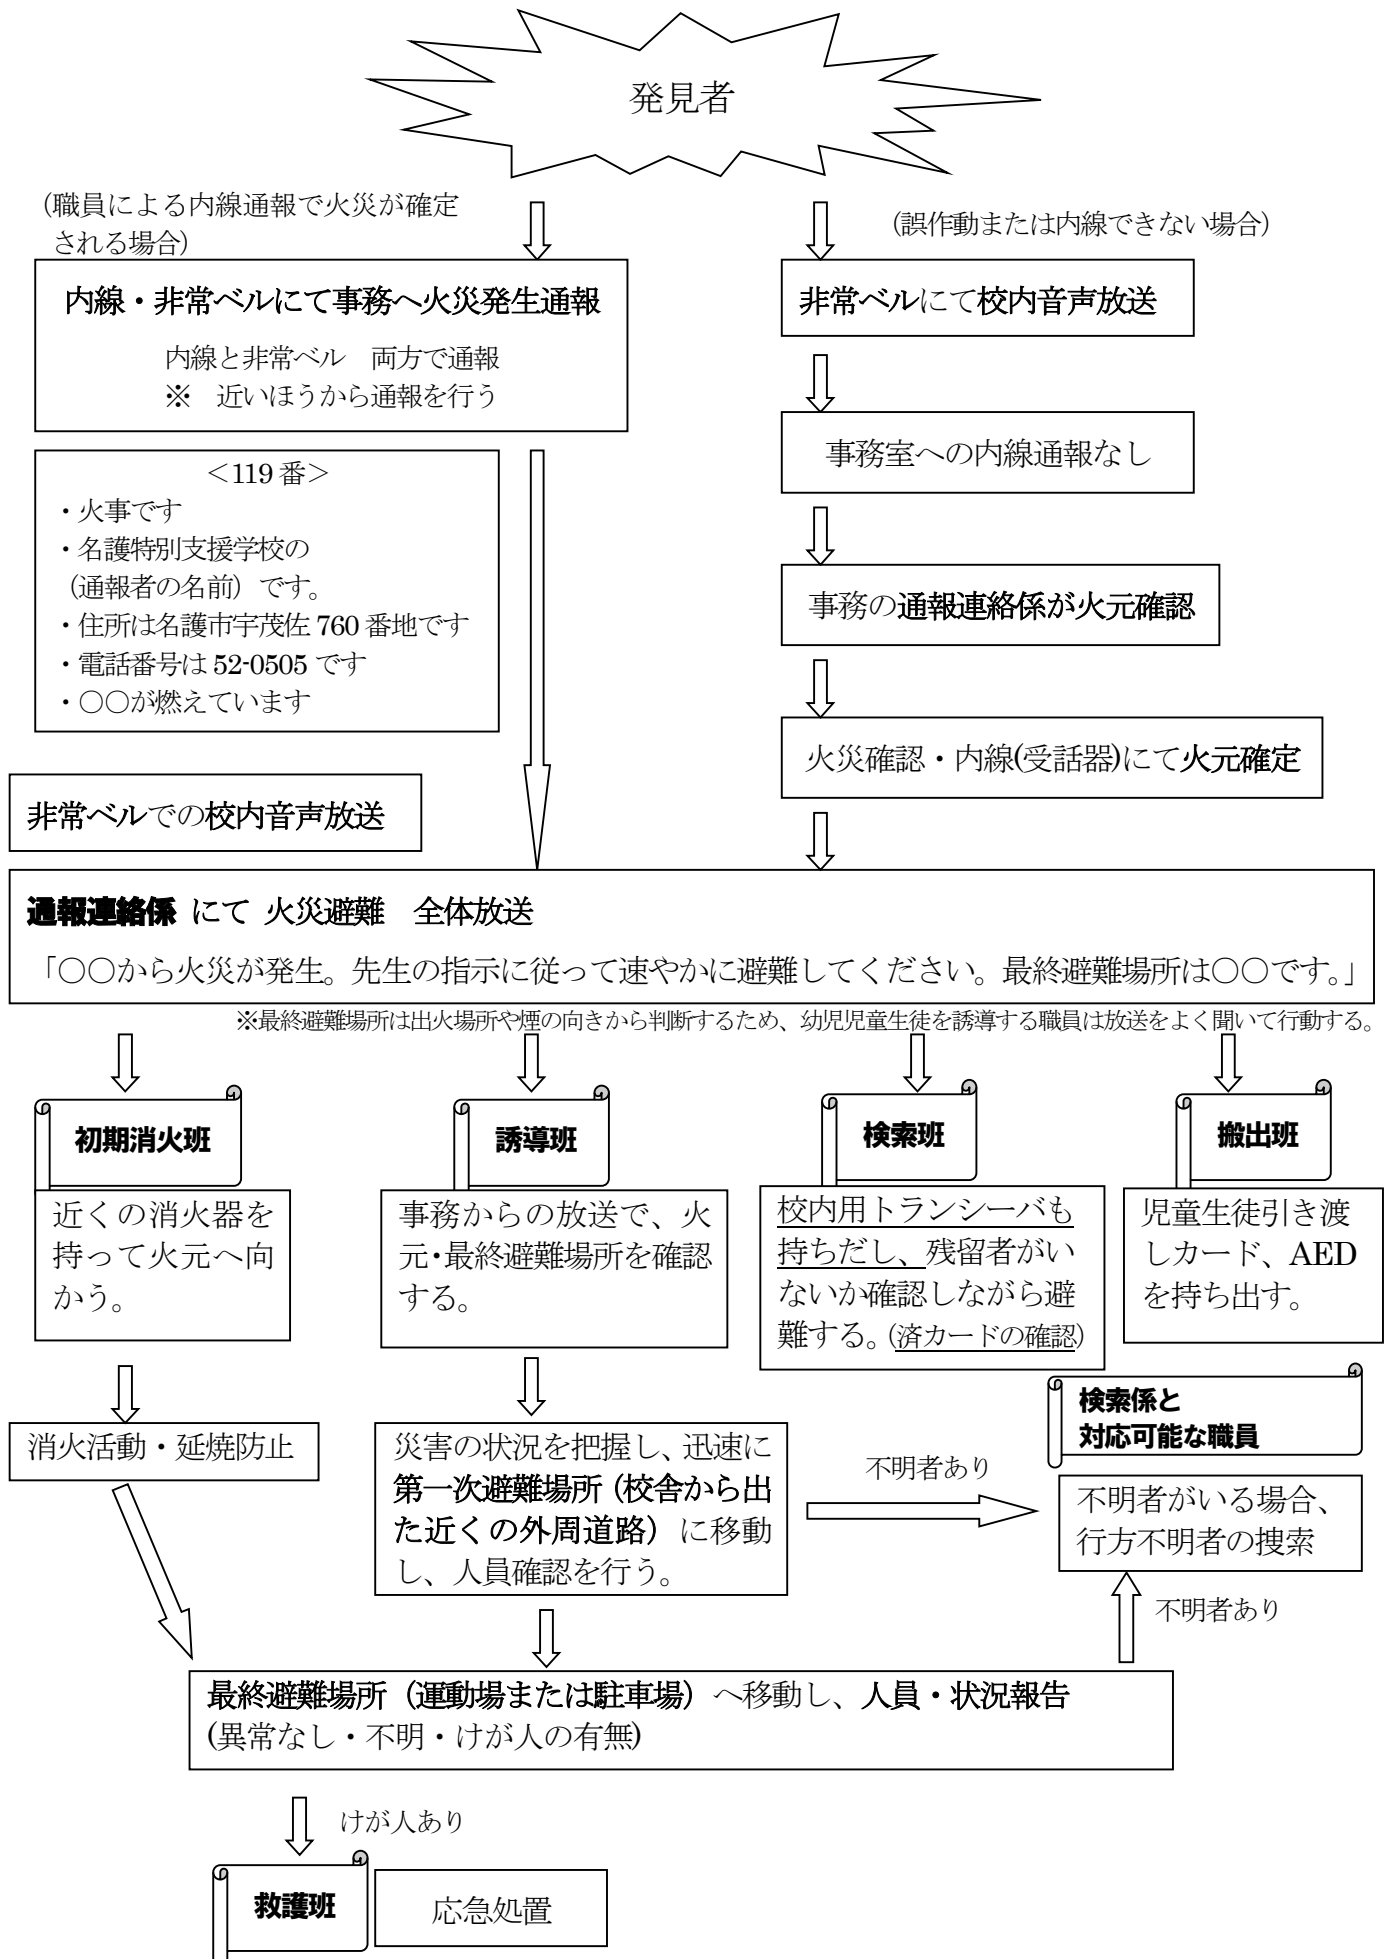 発見者
(職員による内線通報で火災が確定
される場合)
(誤作動または内線できない場合)
内線・非常ベルにて事務へ火災発生通報
内線と非常ベル　両方で通報
※　近いほうから通報を行う
非常ベルにて校内音声放送
事務室への内線通報なし
＜119番＞
・火事です
・名護特別支援学校の
（通報者の名前）です。
・住所は名護市宇茂佐760番地です
・電話番号は52-0505です
・〇〇が燃えています
事務の通報連絡係が火元確認
火災確認・内線(受話器)にて火元確定
非常ベルでの校内音声放送
通報連絡係 にて 火災避難　全体放送
「〇〇から火災が発生。先生の指示に従って速やかに避難してください。最終避難場所は〇〇です。」
※最終避難場所は出火場所や煙の向きから判断するため、幼児児童生徒を誘導する職員は放送をよく聞いて行動する。
初期消火班
近くの消火器を
持って火元へ向
かう。
消火活動・延焼防止
誘導班
事務からの放送で、火
元・最終避難場所を確認
する。
災害の状況を把握し、迅速に
第一次避難場所（校舎から出
た近くの外周道路）に移動
し、人員確認を行う。
検索班
校内用トランシーバも
持ちだし、残留者がい
ないか確認しながら避
難する。(済カードの確認)
搬出班
児童生徒引き渡
しカード、AED
を持ち出す。
検索係と
対応可能な職員
不明者あり
不明者がいる場合、
行方不明者の捜索
不明者あり
最終避難場所（運動場または駐車場）へ移動し、人員・状況報告
(異常なし・不明・けが人の有無)
けが人あり
救護班
応急処置